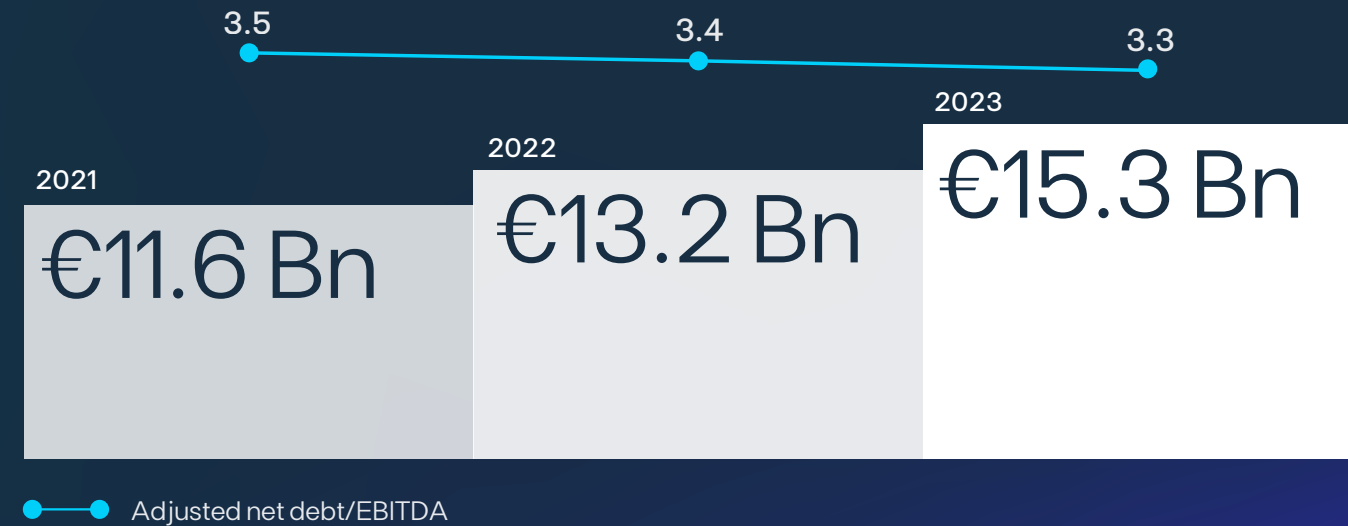 3.5
3.4
3.3
2023
2022
2021
€15.3 Bn
€13.2 Bn
€11.6 Bn
Adjusted net debt/EBITDA